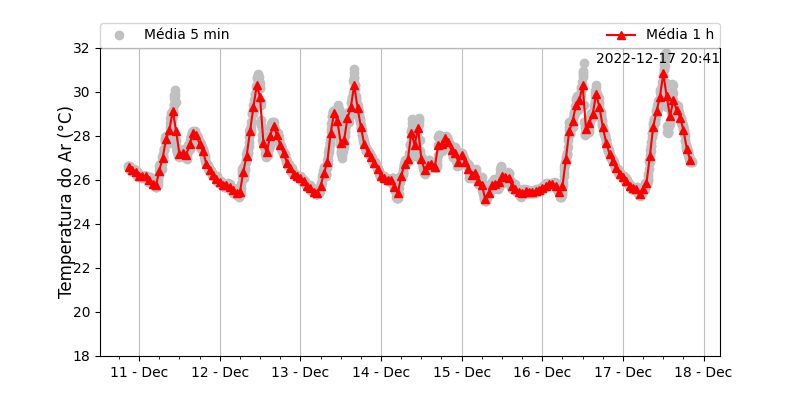 Média 5 min
Média 1 h
2022-12-17 20:41
Temperatura do Ar (°C)
32
30
28
26
24
22
20
18
11 - Dec
12 - Dec
13 - Dec
14 - Dec
15 - Dec
16 - Dec
17 - Dec
18 - Dec